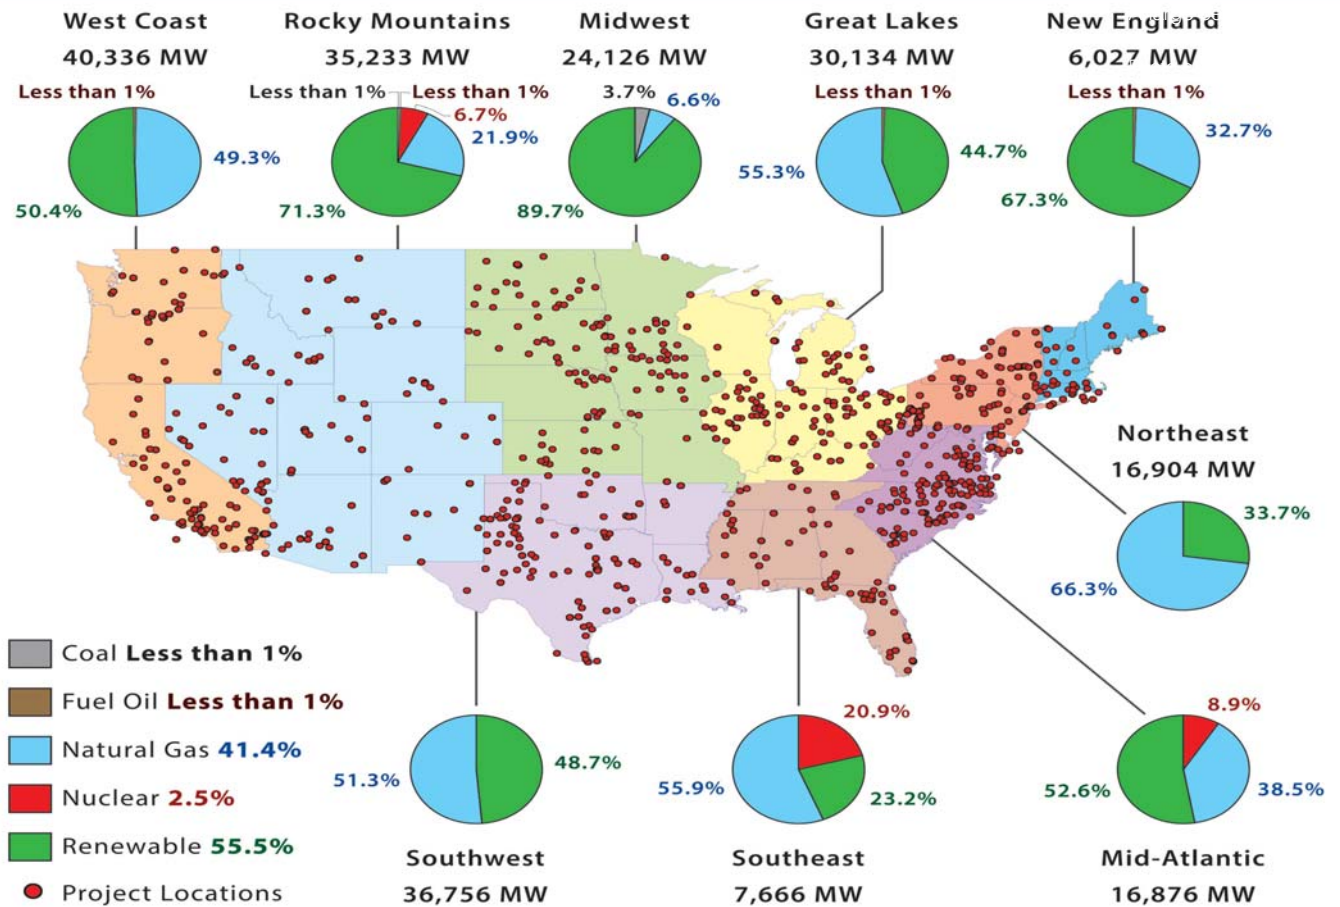 West Coast
40,336 MW
Less than 1%
49.3%
50.4%
Rocky Mountains
35,233 MW
Less than 1%
Less than 1%
6.7%
21.9%
71.3%
Midwest
24,126 MW
3.7%
6.6%
89.7%
Great Lakes
30,134 MW
Less than 1%
44.7%
55.3%
New England
6,027 MW
Less than 1%
32.7%
67.3%
Northeast
16,904 MW
33.7%
66.3%
Coal Less than 1%
Fuel Oil Less than 1%
Natural Gas 41.4%
Nuclear 2.5%
Renewable 55.5%
Project Locations
51.3%
48.7%
Southwest
36,756 MW
20.9%
55.9%
23.2%
Southeast
7,666 MW
8.9%
52.6%
38.5%
Mid-Atlantic
16,876 MW